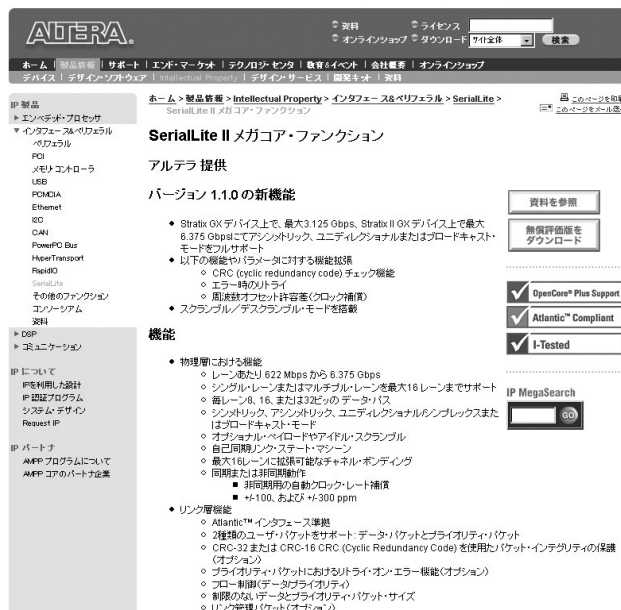 ALTERA.
資料
ライセンス
オンラインショップ
ダウンロード
サイト全体
検索
ホーム | 製品情報 | サポート | エンド・マーケット | テクノロジ・センタ | 教育&イベント | 会社概要 | オンラインショップ
デバイス | デザイン・ソフトウェア | Intellectual Property | デザイン・サービス | 開発キット | 資料
ホーム > 製品情報 > Intellectual Property > インタフェース&ペリフェラル > SerialLite >
SerialLite II メガコア・ファンクション
このページを印
このページをメール送
IP 製品
エンベデッド・プロセッサ
インタフェース&ペリフェラル
ペリフェラル
PCI
メモリ コントローラ
USB
PCMCIA
Ethernet
I2C
CAN
PowerPC Bus
HyperTransport
RapidIO
SerialLite
その他のファンクション
コンソーシアム
資料
DSP
コミュニケーション
IP について
IPを利用した設計
IP 認証プログラム
システム・デザイン
Request IP
IP パートナ
AMPP プログラムについて
AMPP コアのパートナ企業
SerialLite II メガコア・ファンクション
アルテラ 提供
バージョン 1.1.0 の新機能
Stratix GX デバイス上で、最大3.125 Gbps、Stratix II GX デバイス上で最大
6.375 Gbpsにてアシンメトリック、ユニディレクショナルまたはブロードキャスト・
モードをフルサポート
以下の機能やパラメータに対する機能拡張
CRC (cyclic redundancy code) チェック機能
エラー時のリトライ
周波数オフセット許容差(クロック補償)
スクランブル/デスクランブル・モードを搭載
機能
物理層における機能
レーンあたり 622 Mbps から 6.375 Gbps
シングル・レーンまたはマルチプル・レーンを最大16 レーンまでサポート
毎レーン8、16、または32ビッの データ・パス
シンメトリック、アシンメトリック、ユニディレクショナル/シンプレックスまた
はブロードキャスト・モード
オプショナル・ペイロードやアイドル・スクランブル
自己同期リンク・ステート・マシーン
最大16レーンに拡張可能なチャネル・ボンディング
同期または非同期動作
非同期用の自動クロック・レート補償
+/-100、および +/-300 ppm
リンク層機能
Atlantic™ インタフェース準拠
2種類のユーザ・パケットをサポート: データ・パケットとプライオリティ・パケット
CRC-32 または CRC-16 CRC (Cyclic Redundancy Code) を使用したパケット・インテグリティの保護
(オプション)
プライオリティ・パケットにおけるリトライ・オン・エラー機能(オプション)
フロー制御(データ/プライオリティ)
制限のないデータとプライオリティ・パケット・サイズ
リンク管理パケット(オプション)
資料を参照
無償評価版を
ダウンロード
OpenCore® Plus Support
Atlantic™ Compliant
I-Tested
IP MegaSearch
GO